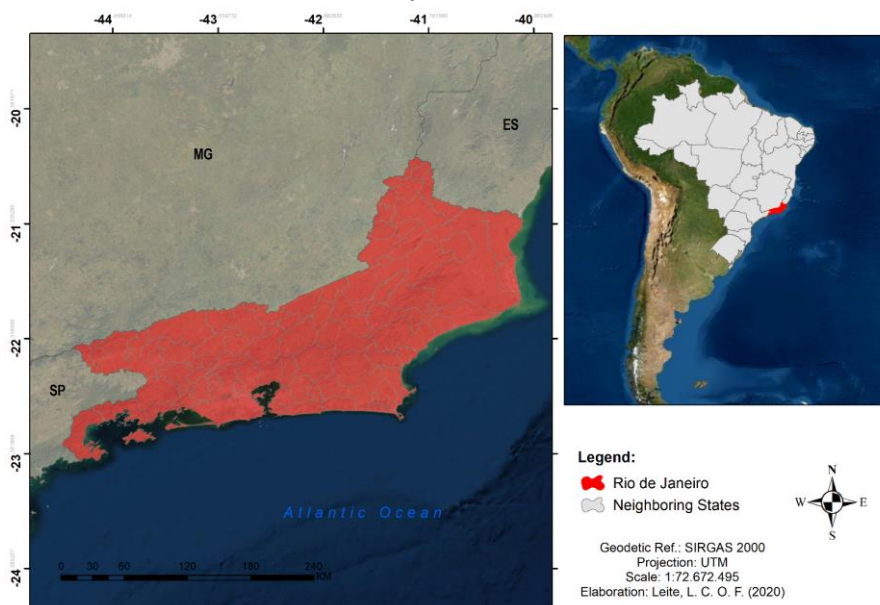 -44 -43 -42 -41 -40
-20
-21
-22
-23
-24
MG
ES
SP
Atlantic Ocean
0 30 60 120 180 240
KM
Legend:
Rio de Janeiro
Neighboring States
N
W E
S
Geodetic Ref.: SIRGAS 2000
Projection: UTM
Scale: 1:72.672.495
Elaboration: Leite, L. C. O. F. (2020)